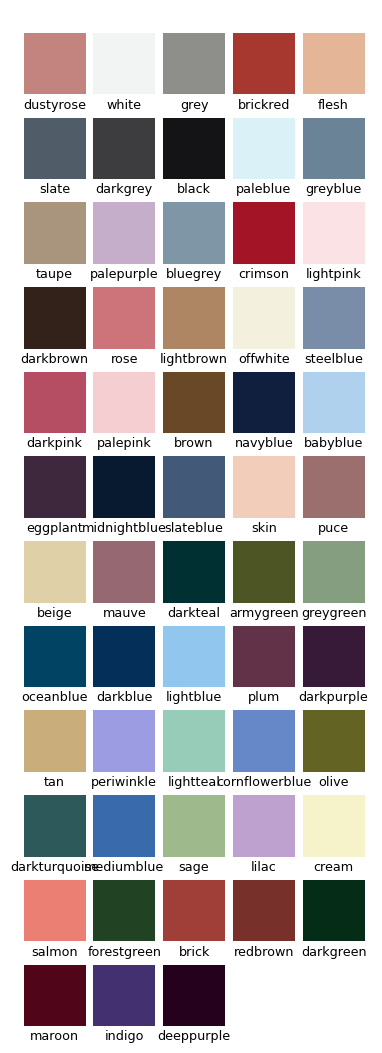 dustyrose white grey brickred flesh
slate darkgrey black paleblue greyblue
taupe palepurple bluegrey crimson lightpink
darkbrown rose lightbrown offwhite steelblue
darkpink palepink brown navyblue babyblue
eggplant midnightblue slateblue skin puce
beige mauve darkteal armygreen greygreen
oceanblue darkblue lightblue plum darkpurple
tan periwinkle lightteal cornflowerblue olive
darkturquoise mediumblue sage lilac cream
salmon forestgreen brick redbrown darkgreen
maroon indigo deeppurple